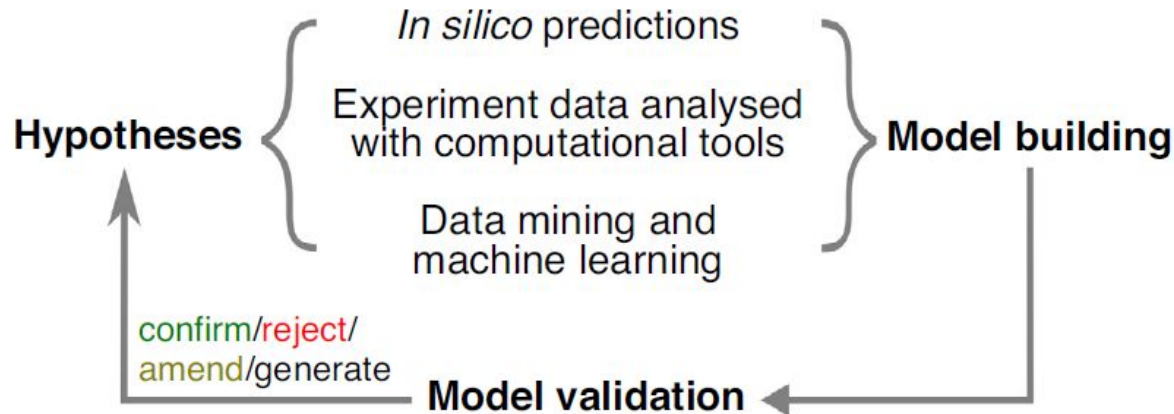 In silico predictions
Experiment data analysed
with computational tools
Hypotheses
Model building
Data mining and
machine learning
confirm/reject/
amend/generate
Model validation